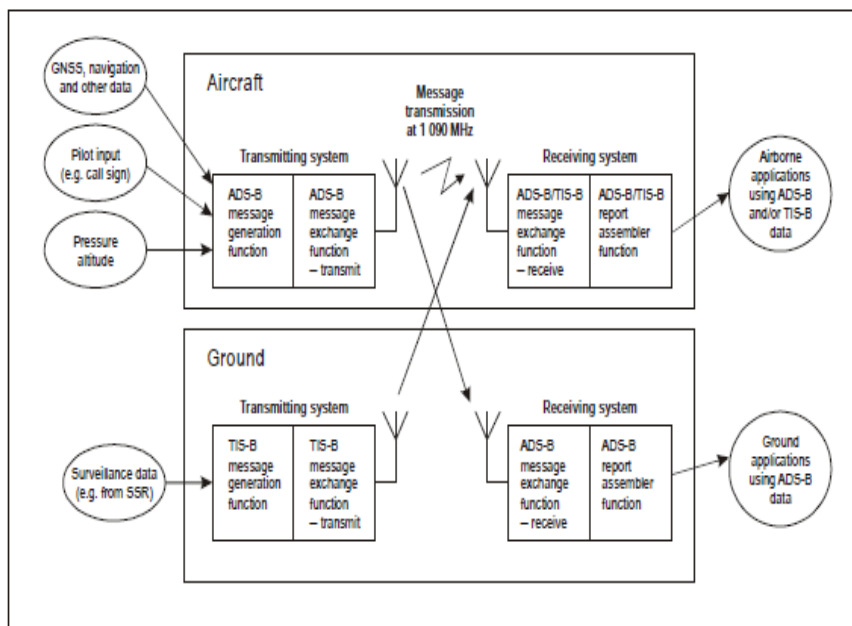 GNSS, navigation
and other data
Pilot input
(e.g. call sign)
Pressure
altitude
Aircraft
Message
transmission
at 1 090 MHz
Transmitting system
ADS-B
message
generation
function
ADS-B
message
exchange
function
– transmit
Receiving system
ADS-B/TIS-B
message
exchange
function
– receive
ADS-B/TIS-B
report
assembler
function
Airborne
applications
using ADS-B
and/or TIS-B
data
Ground
Surveillance data
(e.g. from SSR)
Transmitting system
TIS-B
message
generation
function
TIS-B
message
exchange
function
– transmit
Receiving system
ADS-B
message
exchange
function
– receive
ADS-B
report
assembler
function
Ground
applications
using ADS-B
data